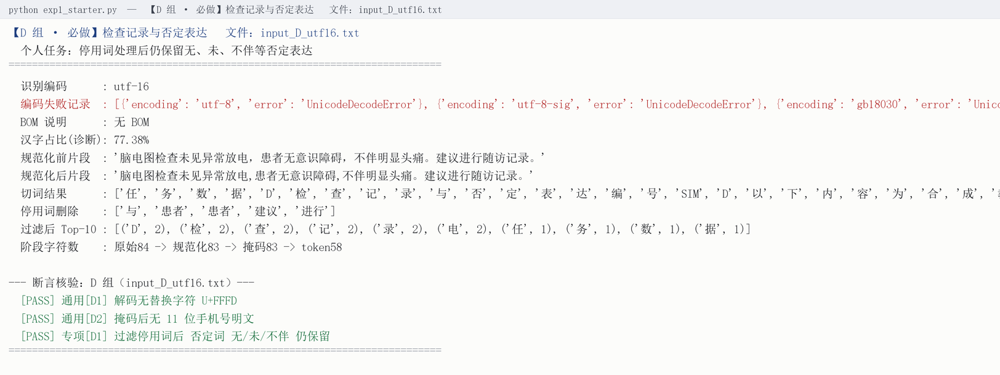 python exp1_starter.py — 【D 组 · 必做】检查记录与否定表达 文件: input_D_utf16.txt
【D 组 · 必做】检查记录与否定表达 文件: input_D_utf16.txt
个人任务: 停用词处理后仍保留无、未、不伴等否定表达
===========================================================================
识别编码 : utf-16
编码失败记录 : [{'encoding': 'utf-8', 'error': 'UnicodeDecodeError'}, {'encoding': 'utf-8-sig', 'error': 'UnicodeDecodeError'}, {'encoding': 'gb18030', 'error': 'Unico
BOM 说明 : 无 BOM
汉字占比(诊断): 77.38%
规范化前片段 : '脑电图检查未见异常放电，患者无意识障碍，不伴明显头痛。建议进行随访记录。'
规范化后片段 : '脑电图检查未见异常放电,患者无意识障碍,不伴明显头痛。建议进行随访记录。'
切词结果 : ['任', '务', '数', '据', 'D', '检', '查', '记', '录', '与', '否', '定', '表', '达', '编', '号', 'SIM', 'D', '以', '下', '内', '容', '为', '合', '成', '
停用词删除 : ['与', '患者', '患者', '建议', '进行']
过滤后 Top-10 : [('D', 2), ('检', 2), ('查', 2), ('记', 2), ('录', 2), ('电', 2), ('任', 1), ('务', 1), ('数', 1), ('据', 1)]
阶段字符数 : 原始84 -> 规范化83 -> 掩码83 -> token58
--- 断言核验: D 组（input_D_utf16.txt）---
[PASS] 通用[D1] 解码无替换字符 U+FFFD
[PASS] 通用[D2] 掩码后无 11 位手机号明文
[PASS] 专项[D1] 过滤停用词后 否定词 无/未/不伴 仍保留
===========================================================================